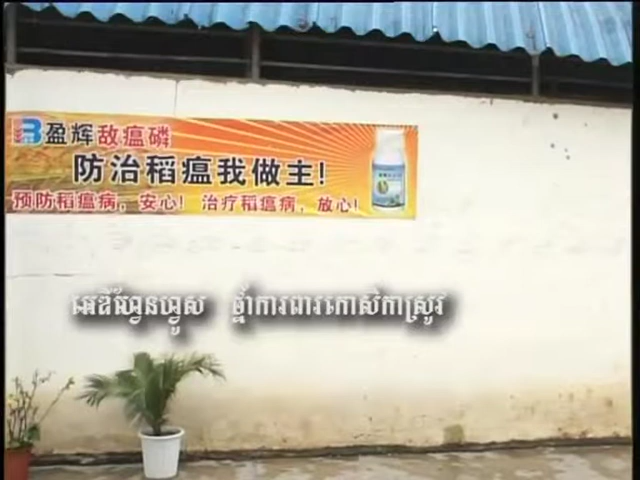 盈辉敌瘟磷
防治稻瘟我做主!
预防稻瘟病，安心! 治疗稻瘟病，放心!
អេឌីហ្វែនហ្វូស ថ្នាំការពារកោសិកាស្រូវ